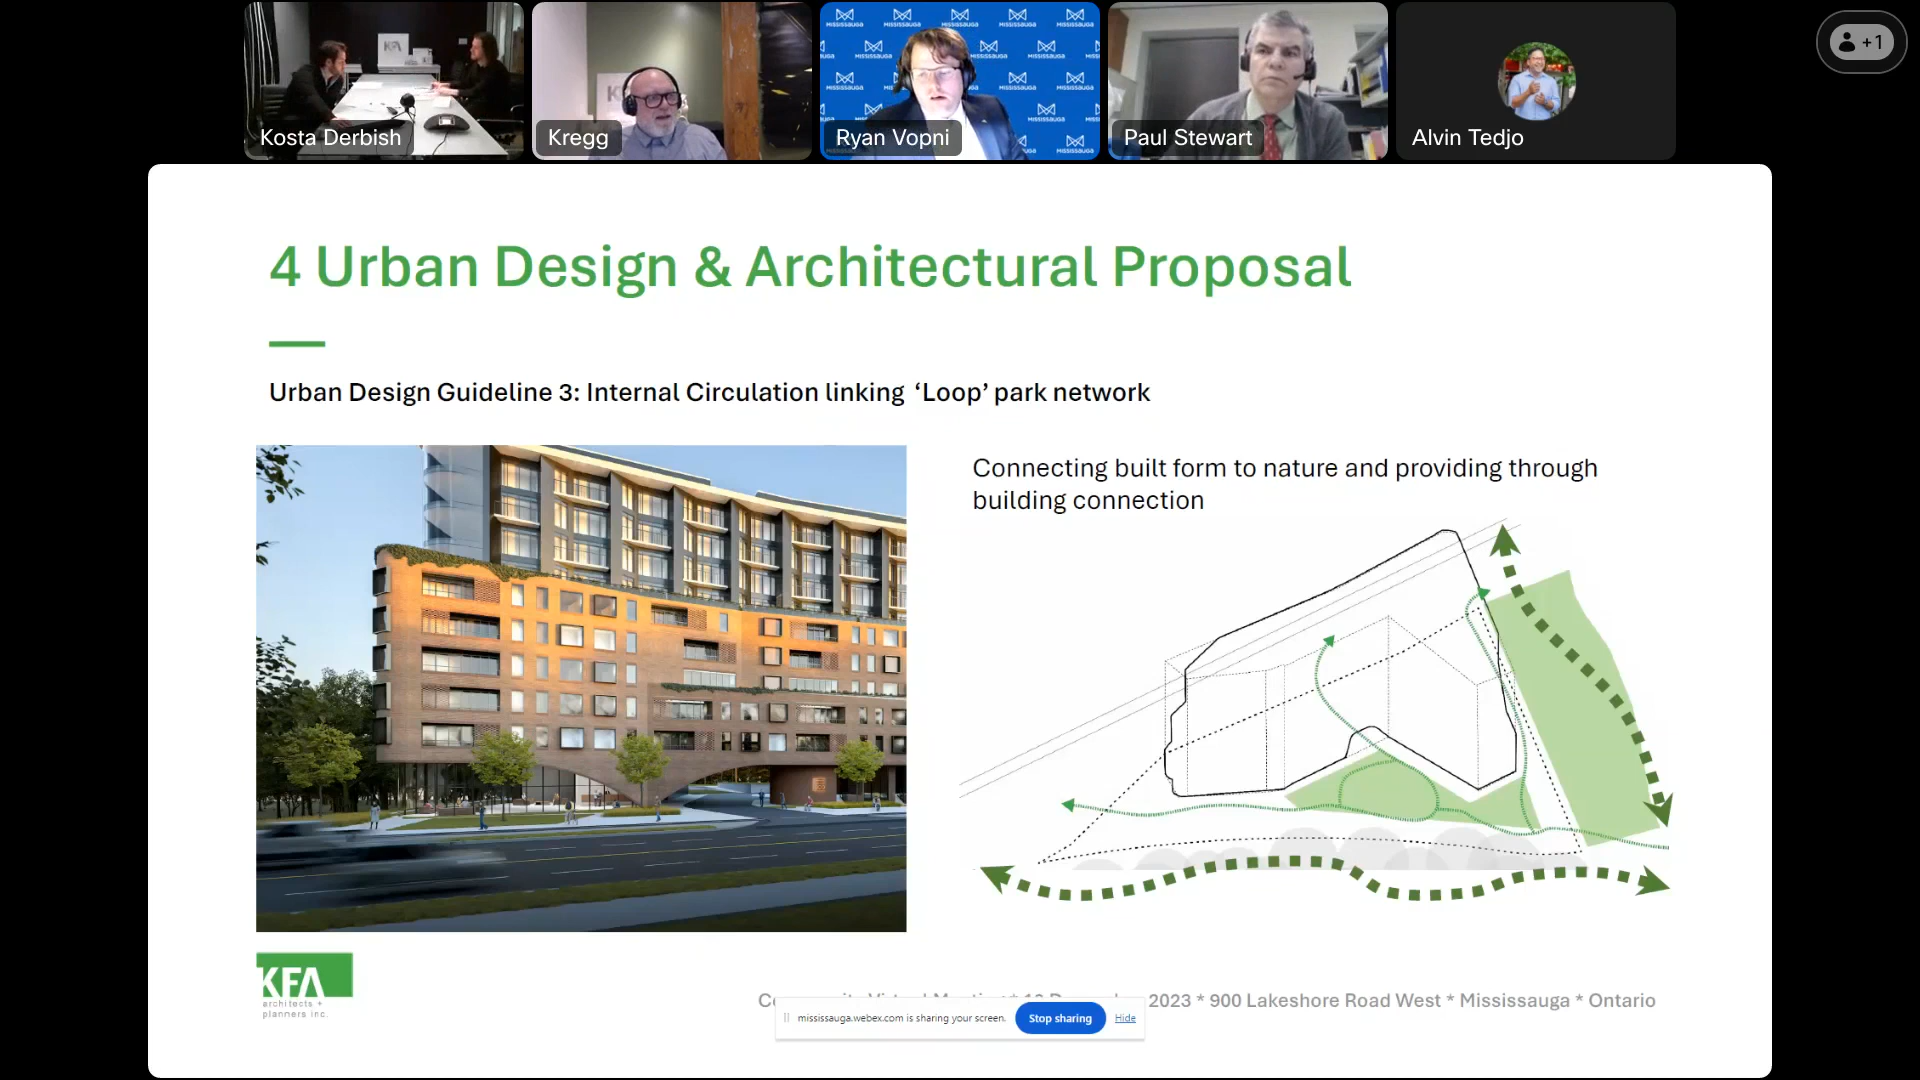 MISSISSAUGA
KFA
Kosta Derbish
Kregg
Ryan Vopni
Paul Stewart
Alvin Tedjo
+1
4 Urban Design & Architectural Proposal
Urban Design Guideline 3: Internal Circulation linking ‘Loop’ park network
Connecting built form to nature and providing through
building connection
KFA
architects +
planners inc.
2023 * 900 Lakeshore Road West * Mississauga * Ontario
mississauga.webex.com is sharing your screen.
Stop sharing
Hide